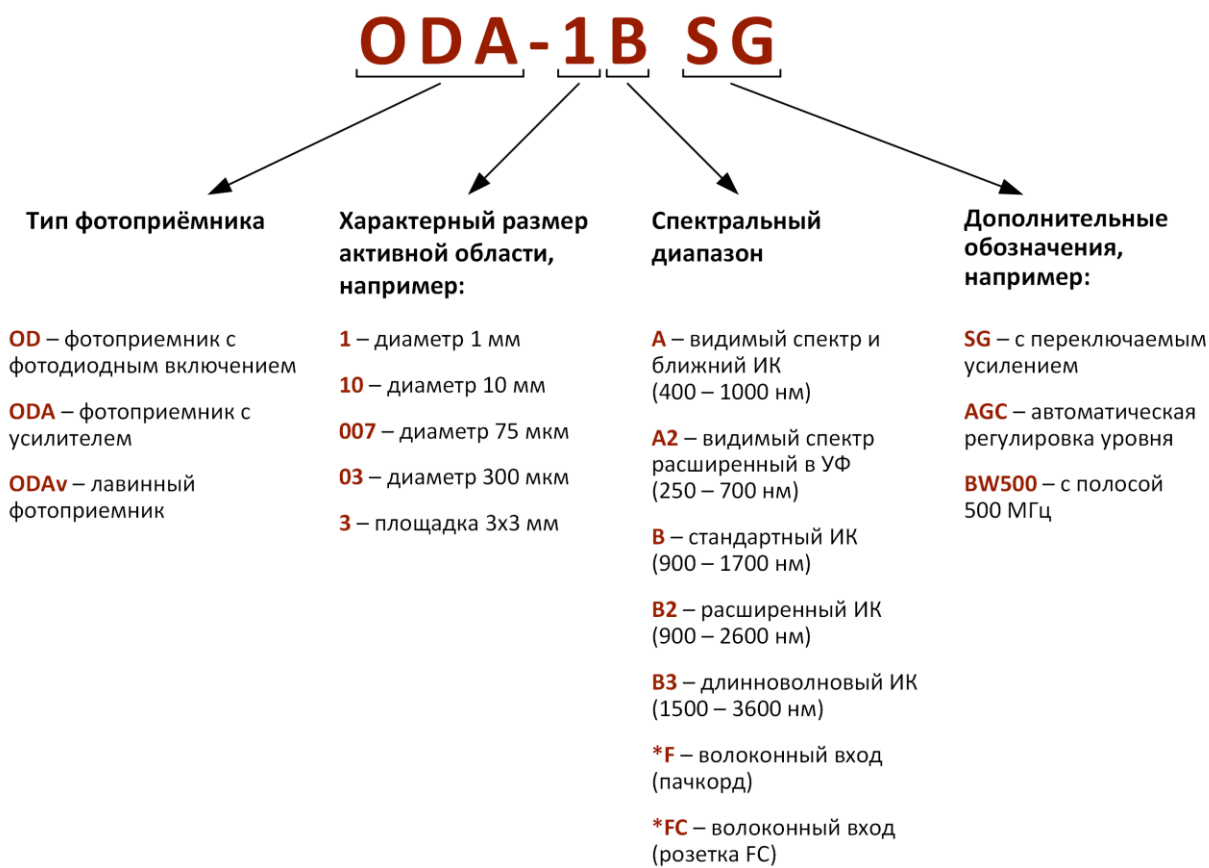 ODA-1B SG
Тип фотоприёмника
OD – фотоприемник с
фотодиодным включением
ODA – фотоприемник с
усилителем
ODAv – лавинный
фотоприемник
Характерный размер
активной области,
например:
1 – диаметр 1 мм
10 – диаметр 10 мм
007 – диаметр 75 мкм
03 – диаметр 300 мкм
3 – площадка 3х3 мм
Спектральный
диапазон
A – видимый спектр и
ближний ИК
(400 – 1000 нм)
A2 – видимый спектр
расширенный в УФ
(250 – 700 нм)
B – стандартный ИК
(900 – 1700 нм)
B2 – расширенный ИК
(900 – 2600 нм)
B3 – длинноволновый ИК
(1500 – 3600 нм)
*F – волоконный вход
(пачкорд)
*FC – волоконный вход
(розетка FC)
Дополнительные
обозначения,
например:
SG – с переключаемым
усилением
AGC – автоматическая
регулировка уровня
BW500 – с полосой
500 МГц